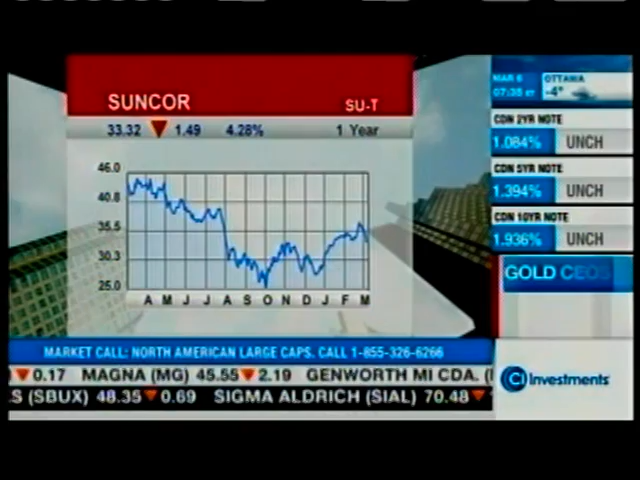 SUNCOR
SU-T
33.32 ▼ 1.49 4.28% 1 Year
46.0
40.8
35.5
30.3
25.0
A M J J A S O N D J F M
MAR 6
07:35 ET
OTTAWA
-4°
CDN 2YR NOTE
1.084% UNCH
CDN 5YR NOTE
1.394% UNCH
CDN 10YR NOTE
1.936% UNCH
GOLD CEOS
MARKET CALL: NORTH AMERICAN LARGE CAPS. CALL 1-855-326-6266
) ▼0.17 MAGNA (MG) 45.55▼2.19 GENWORTH MI CDA. (
S (SBUX) 48.35▼0.69 SIGMA ALDRICH (SIAL) 70.48▼
CI Investments